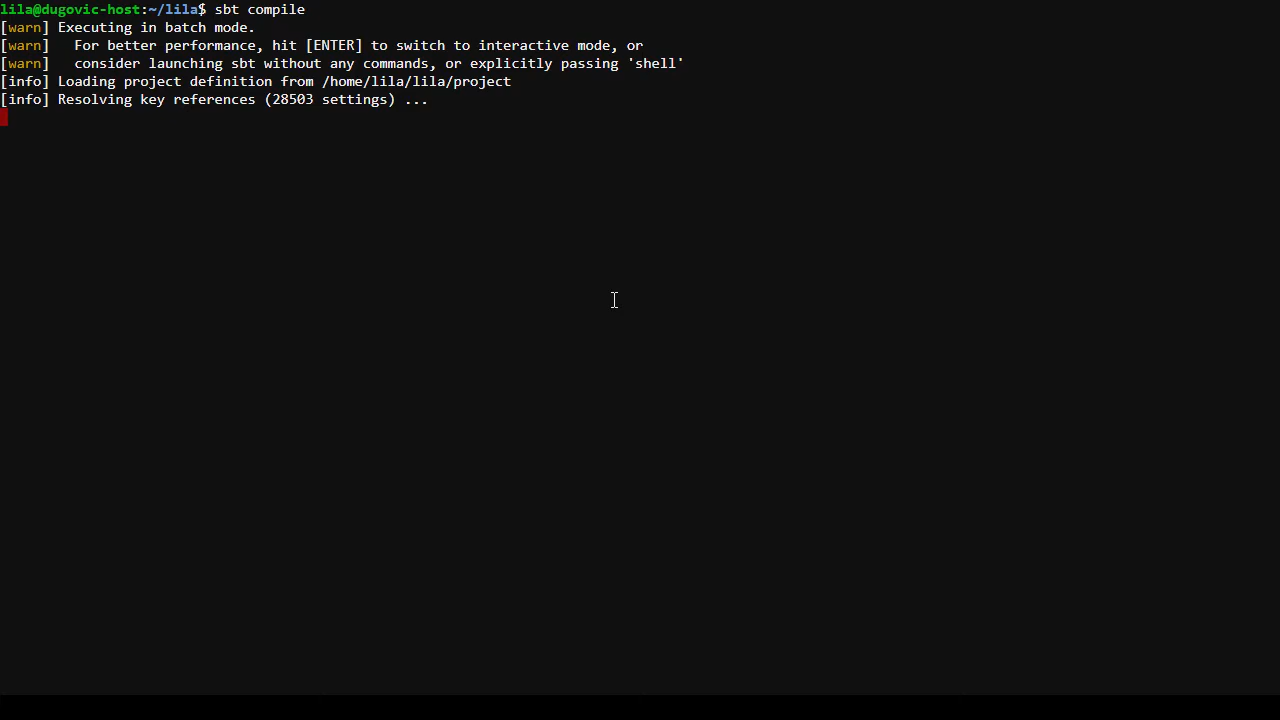 lila@dugovic-host:~/lila$ sbt compile
[warn] Executing in batch mode.
[warn]   For better performance, hit [ENTER] to switch to interactive mode, or
[warn]   consider launching sbt without any commands, or explicitly passing 'shell'
[info] Loading project definition from /home/lila/lila/project
[info] Resolving key references (28503 settings) ...